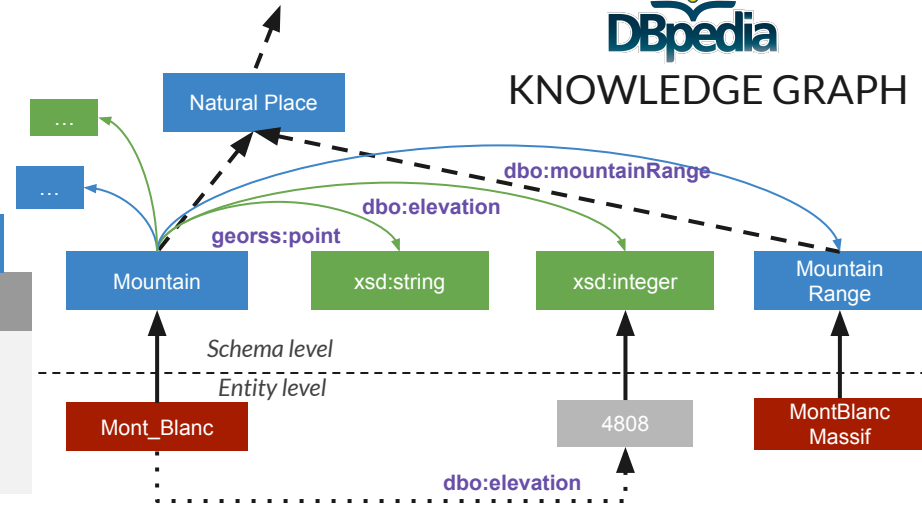 DBpedia
KNOWLEDGE GRAPH
Natural Place
...
...
dbo:mountainRange
dbo:elevation
georss:point
Mountain
xsd:string
xsd:integer
Mountain
Range
Schema level
Entity level
Mont_Blanc
4808
MontBlanc
Massif
dbo:elevation